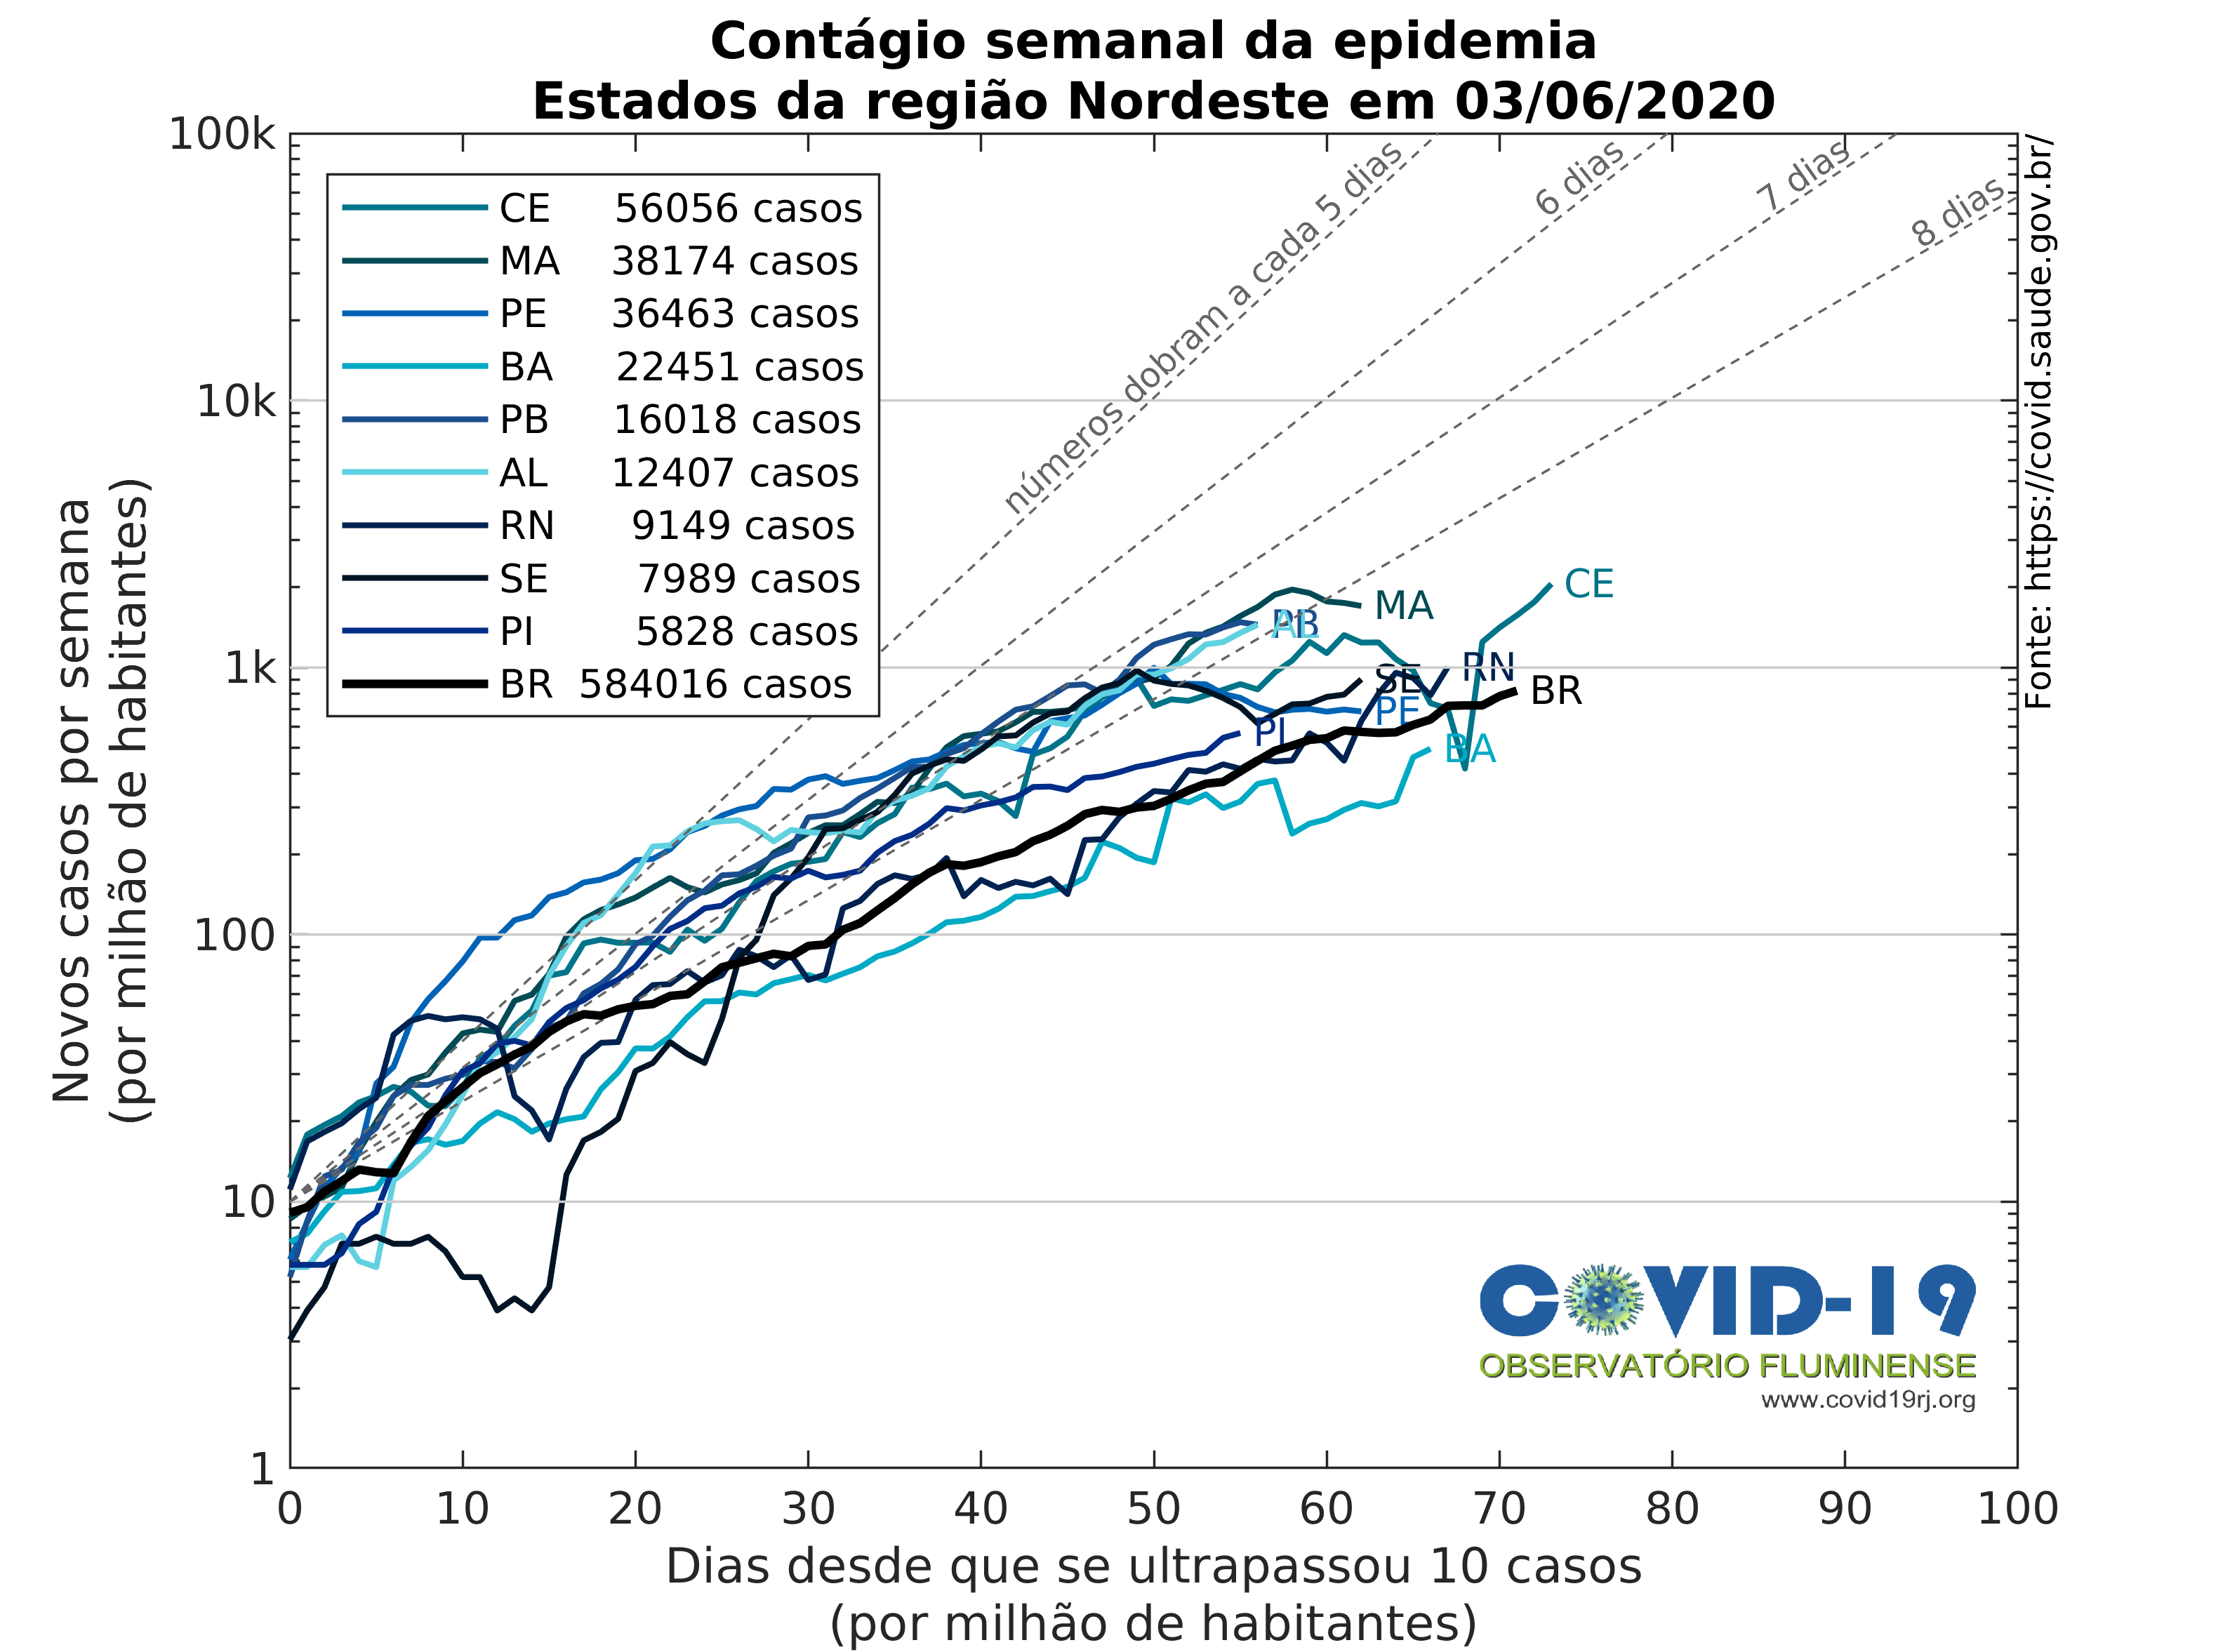 Contágio semanal da epidemia
Estados da região Nordeste em 03/06/2020
100k
10k
1k
100
10
1
Novos casos por semana
(por milhão de habitantes)
CE 56056 casos
MA 38174 casos
PE 36463 casos
BA 22451 casos
PB 16018 casos
AL 12407 casos
RN 9149 casos
SE 7989 casos
PI 5828 casos
BR 584016 casos
números dobram a cada 5 dias
6 dias
7 dias
8 dias
CE
MA
PB
AL
RN
SE
BR
PE
PI
BA
Fonte: https://covid.saude.gov.br/
COVID-19
OBSERVATÓRIO FLUMINENSE
www.covid19rj.org
0 10 20 30 40 50 60 70 80 90 100
Dias desde que se ultrapassou 10 casos
(por milhão de habitantes)